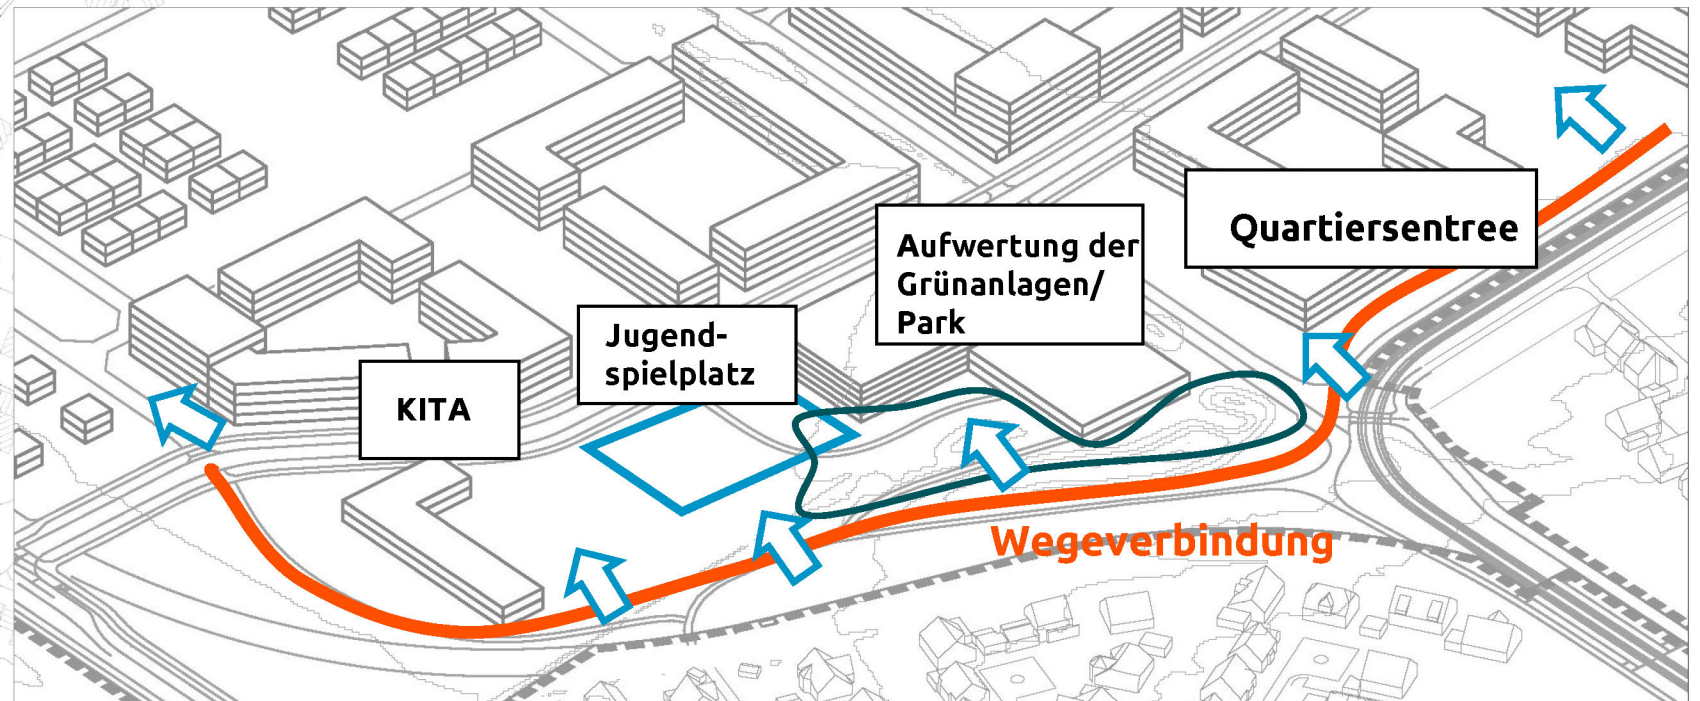 Quartiersentree
Aufwertung der
Grünanlagen/
Park
Jugend-
spielplatz
KITA
Wegeverbindung